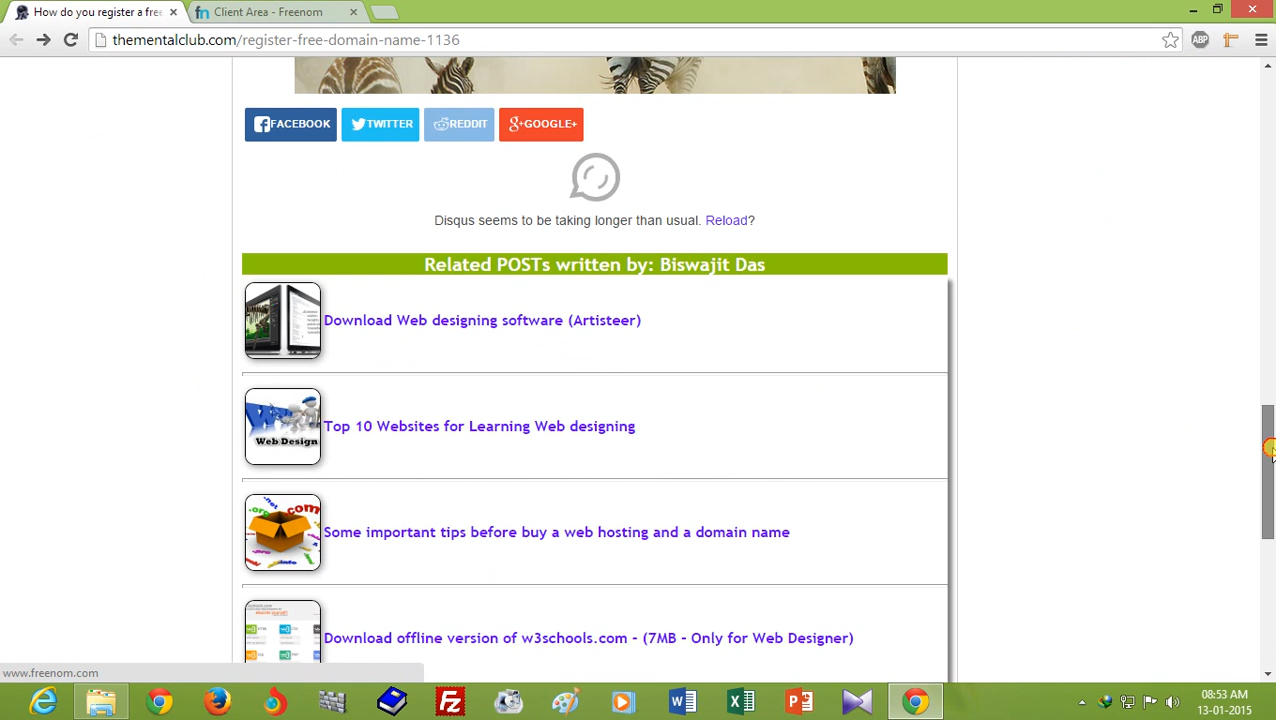 How do you register a fre
Client Area - Freenom
thementalclub.com/register-free-domain-name-1136
ABP
FACEBOOK
TWITTER
REDDIT
GOOGLE+
Disqus seems to be taking longer than usual. Reload?
Related POSTs written by: Biswajit Das
Download Web designing software (Artisteer)
Web Design
Top 10 Websites for Learning Web designing
.net
.com
Some important tips before buy a web hosting and a domain name
Download offline version of w3schools.com - (7MB - Only for Web Designer)
www.freenom.com
08:53 AM
13-01-2015